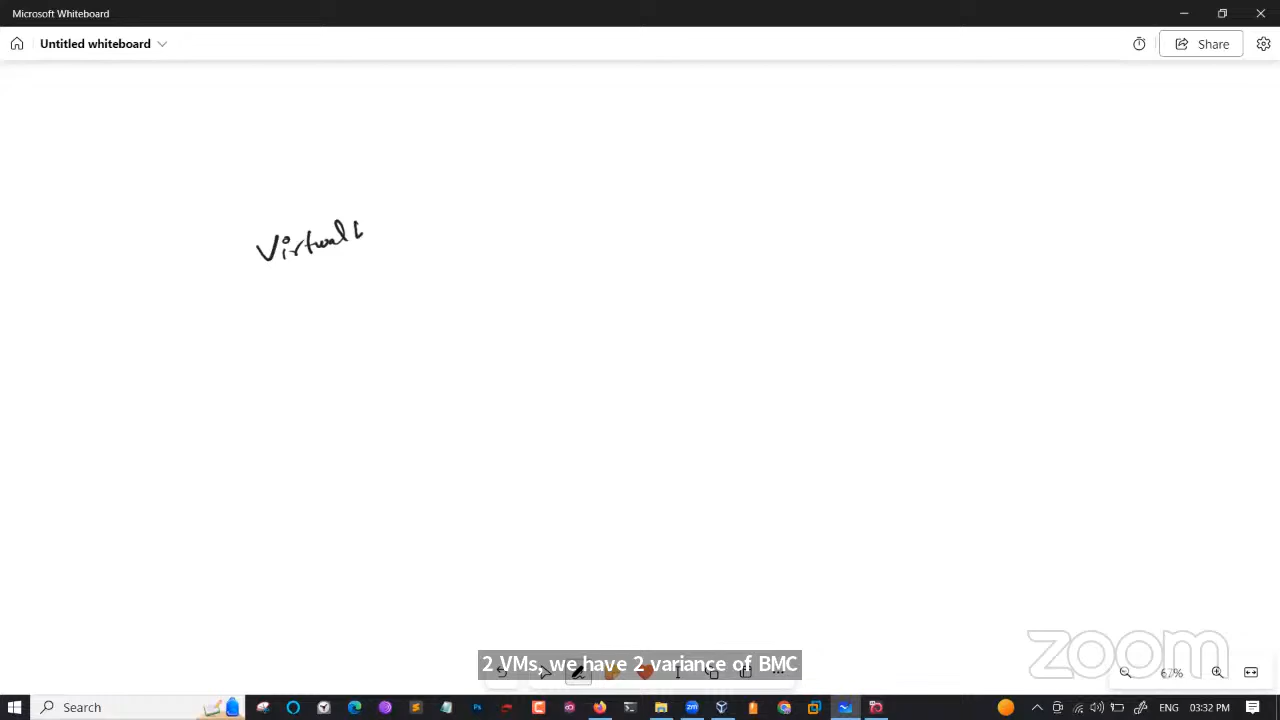 Microsoft Whiteboard
Untitled whiteboard
Share
Virtual
2 VMs, we have 2 variance of BMC
zoom
67%
Search
ENG
03:32 PM